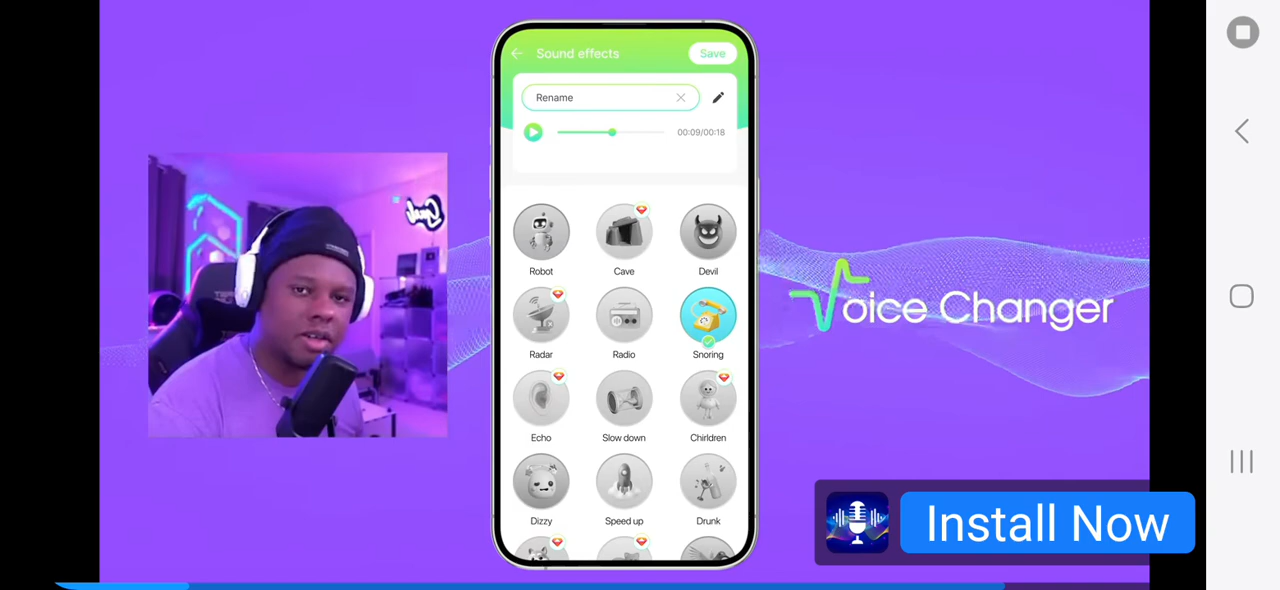 Sound effects
Save
Rename
00:09/00:18
Robot
Cave
Devil
Radar
Radio
Snoring
Echo
Slow down
Chirldren
Dizzy
Speed up
Drunk
Voice Changer
Install Now